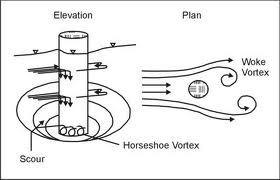 Elevation
Plan
Woke
Vortex
Scour
Horseshoe Vortex